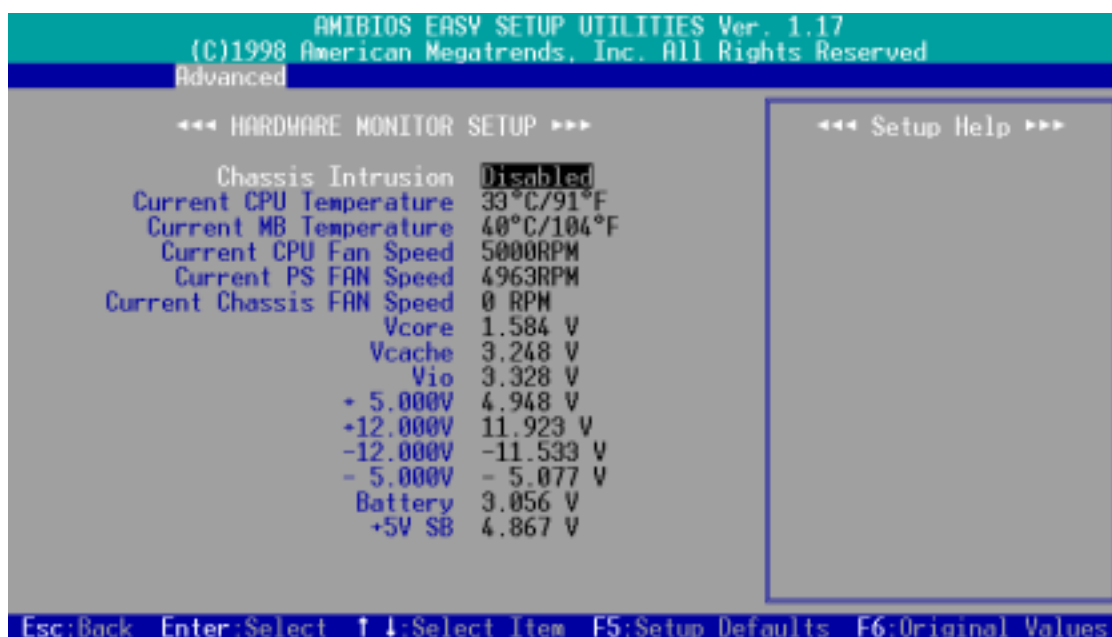 AMIBIOS EASY SETUP UTILITIES Ver. 1.17
(C)1998 American Megatrends, Inc. All Rights Reserved
Advanced
◄◄◄ HARDWARE MONITOR SETUP ►►►
◄◄◄ Setup Help ►►►
Chassis Intrusion Disabled
Current CPU Temperature 33°C/91°F
Current MB Temperature 40°C/104°F
Current CPU Fan Speed 5000RPM
Current PS FAN Speed 4963RPM
Current Chassis FAN Speed 0 RPM
Vcore 1.584 V
Vcache 3.248 V
Vio 3.328 V
+ 5.000V 4.948 V
+12.000V 11.923 V
-12.000V -11.533 V
- 5.000V - 5.077 V
Battery 3.056 V
+5V SB 4.867 V
Esc:Back Enter:Select ↑ ↓:Select Item F5:Setup Defaults F6:Original Values